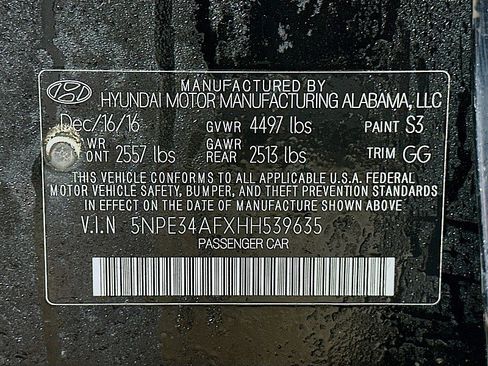 MANUFACTURED BY
HYUNDAI MOTOR MANUFACTURING ALABAMA, LLC
Dec/16/16 GVWR 4497 lbs PAINT S3
GAWR
REAR 2513 lbs TRIM GG
2557 lbs
THIS VEHICLE CONFORMS TO ALL APPLICABLE U.S.A. FEDERAL
MOTOR VEHICLE SAFETY, BUMPER, AND THEFT PREVENTION STANDARDS
IN EFFECT ON THE DATE OF MANUFACTURE SHOWN ABOVE.
V.I.N 5NPE34AFXHH539635
PASSENGER CAR